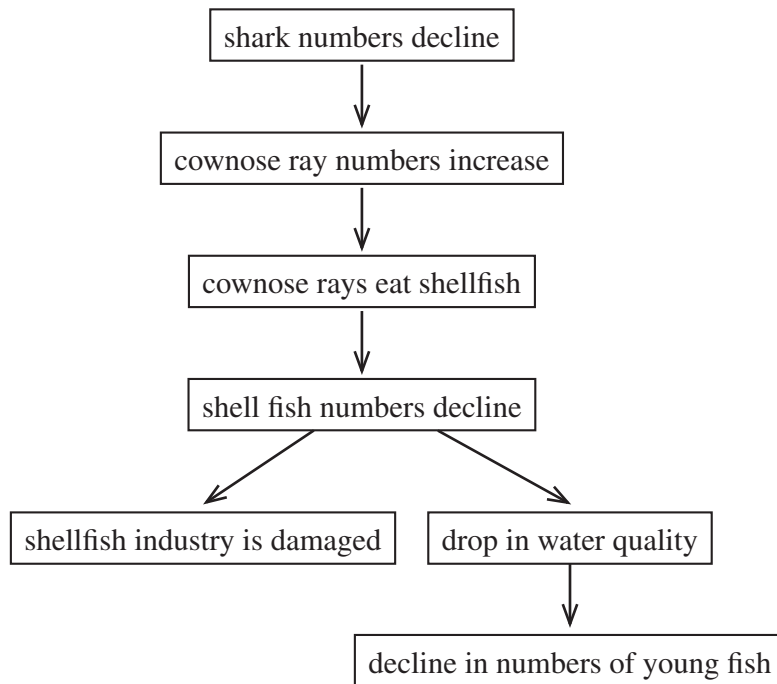 shark numbers decline
cownose ray numbers increase
cownose rays eat shellfish
shell fish numbers decline
shellfish industry is damaged
drop in water quality
decline in numbers of young fish